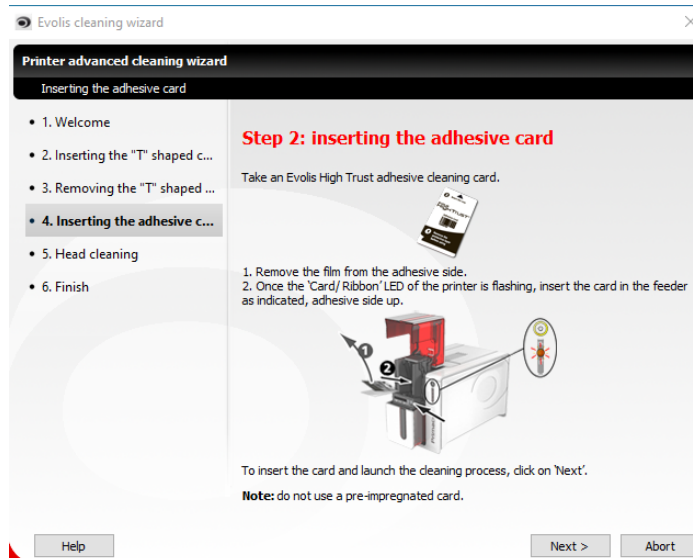 Evolis cleaning wizard
Printer advanced cleaning wizard
Inserting the adhesive card
• 1. Welcome
• 2. Inserting the "T" shaped c...
• 3. Removing the "T" shaped ...
• 4. Inserting the adhesive c...
• 5. Head cleaning
• 6. Finish
Step 2: inserting the adhesive card
Take an Evolis High Trust adhesive cleaning card.
1. Remove the film from the adhesive side.
2. Once the 'Card/ Ribbon' LED of the printer is flashing, insert the card in the feeder
as indicated, adhesive side up.
1
2
To insert the card and launch the cleaning process, click on 'Next'.
Note: do not use a pre-impregnated card.
Help
Next >
Abort